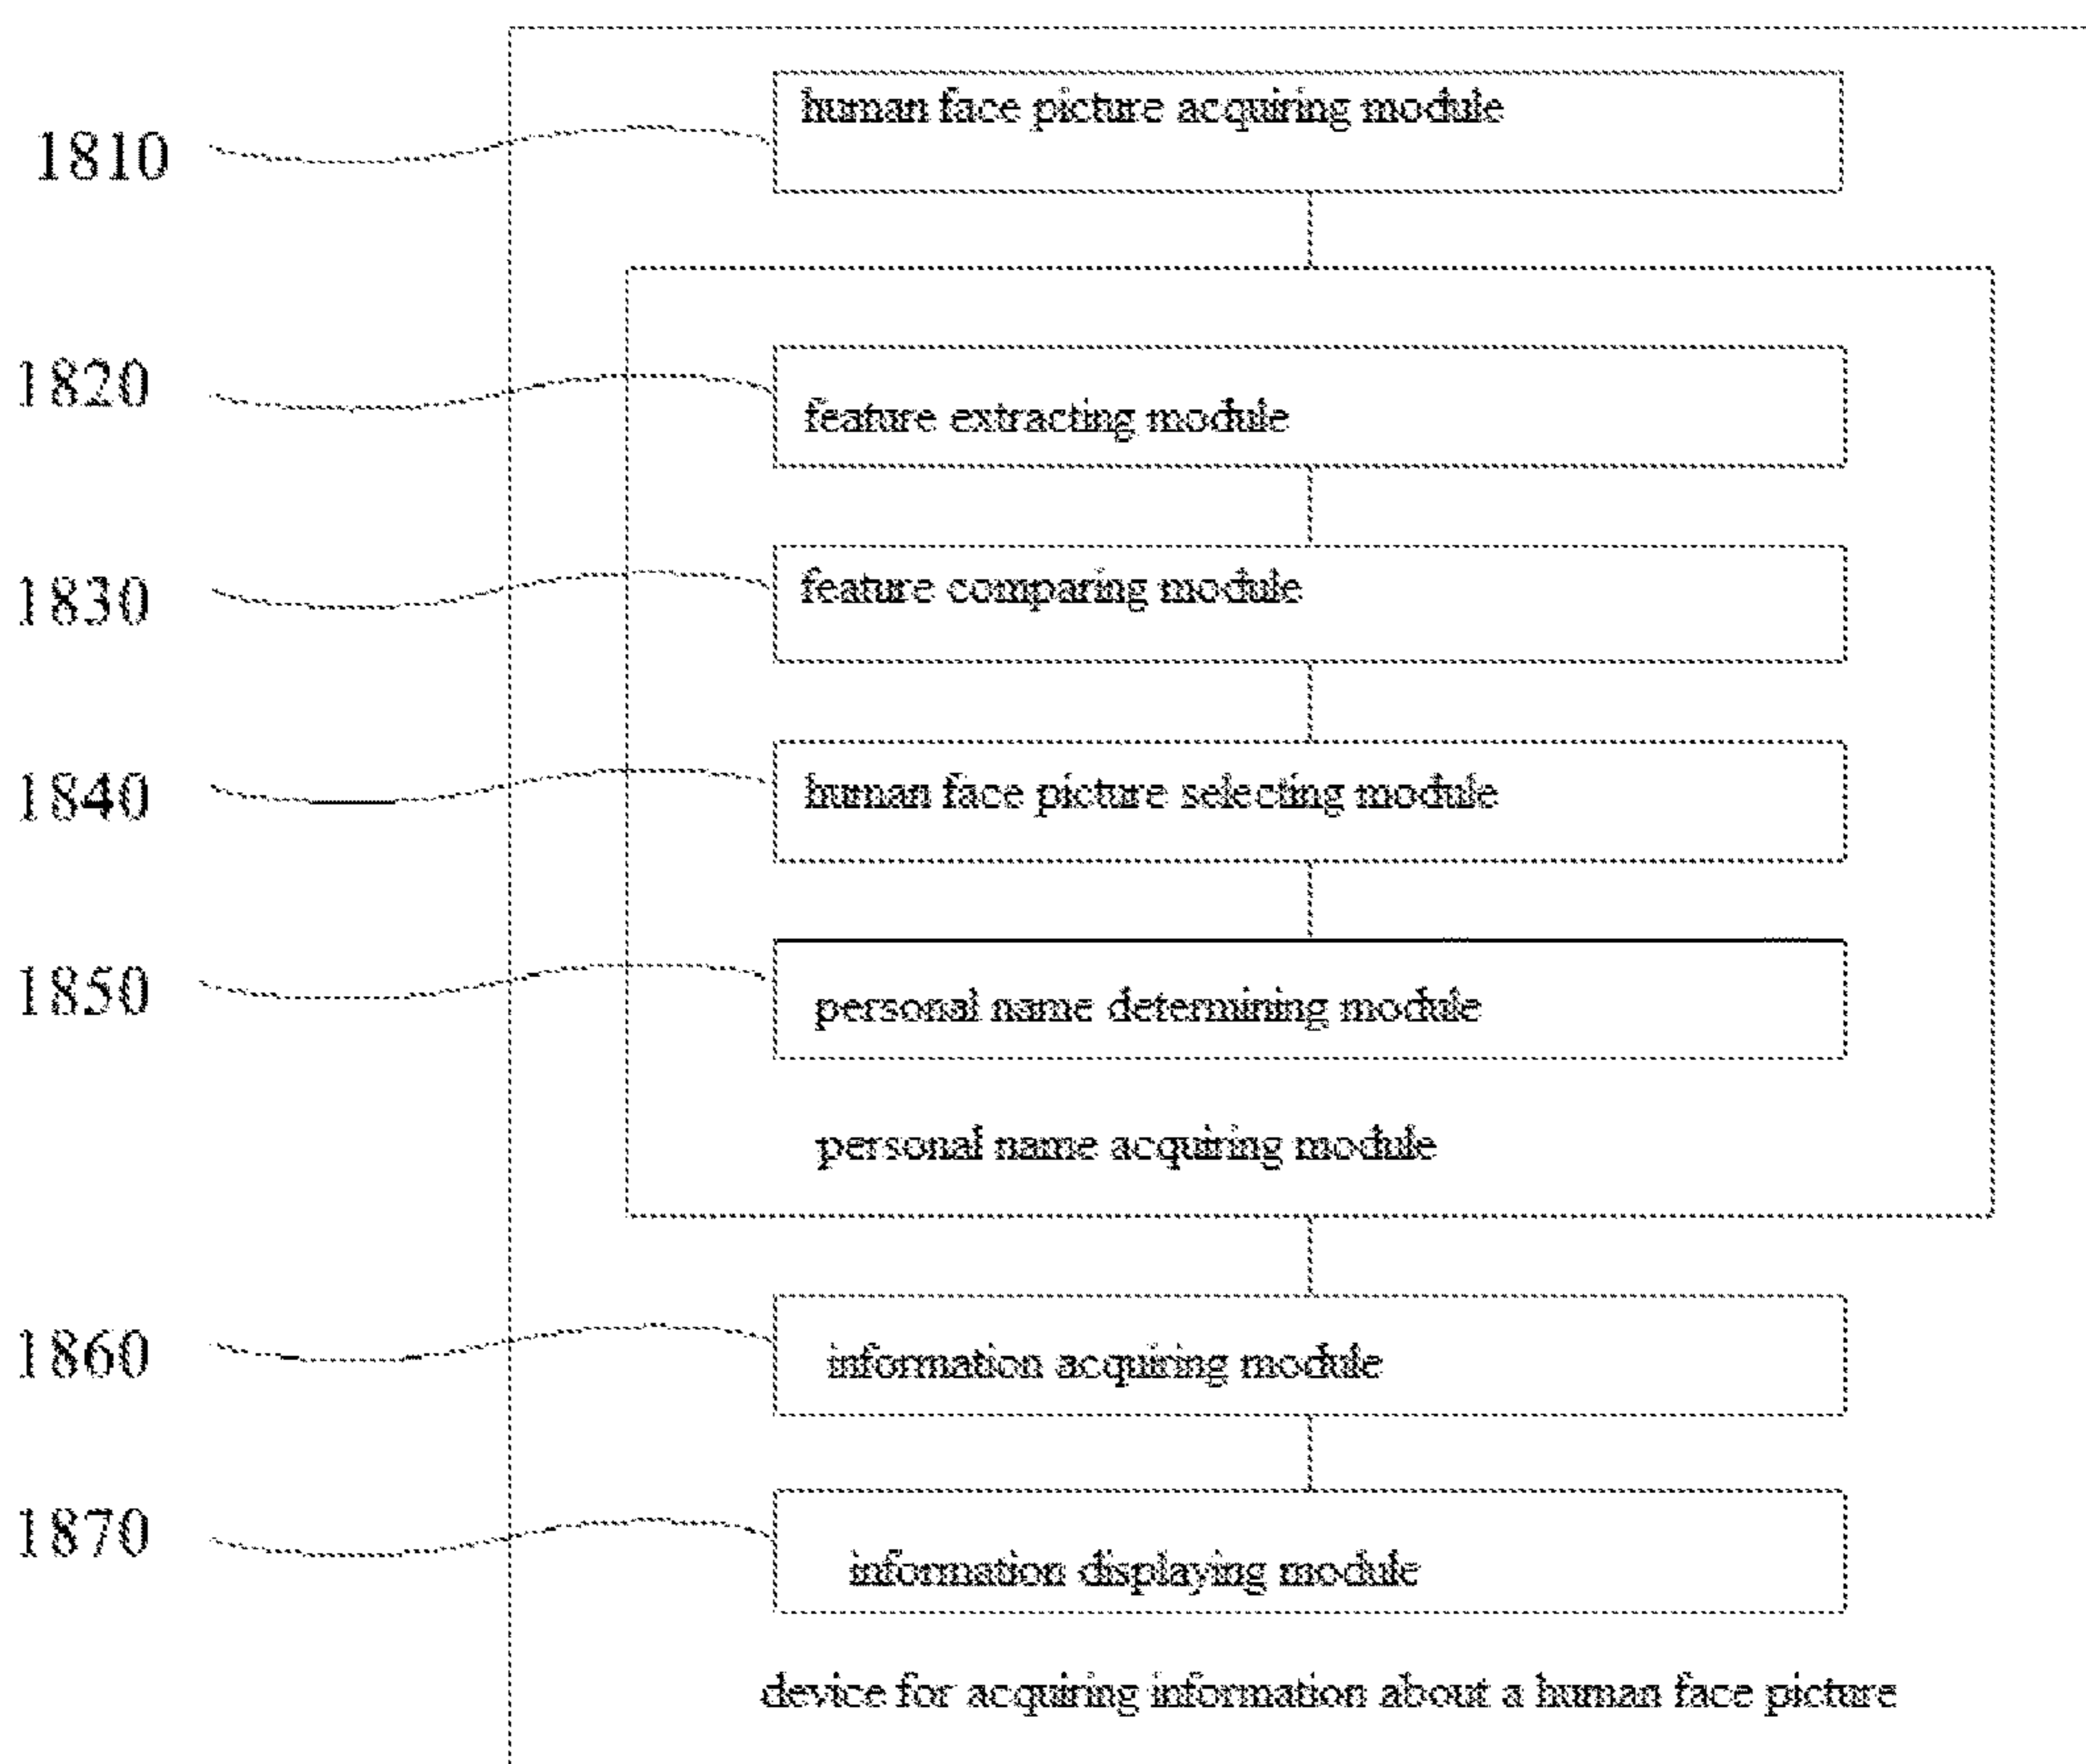 1810 human face picture acquiring module
1820 feature extracting module
1830 feature comparing module
1840 human face picture selecting module
1850 personal name determining module
personal name acquiring module
1860 information acquiring module
1870 information displaying module
device for acquiring information about a human face picture